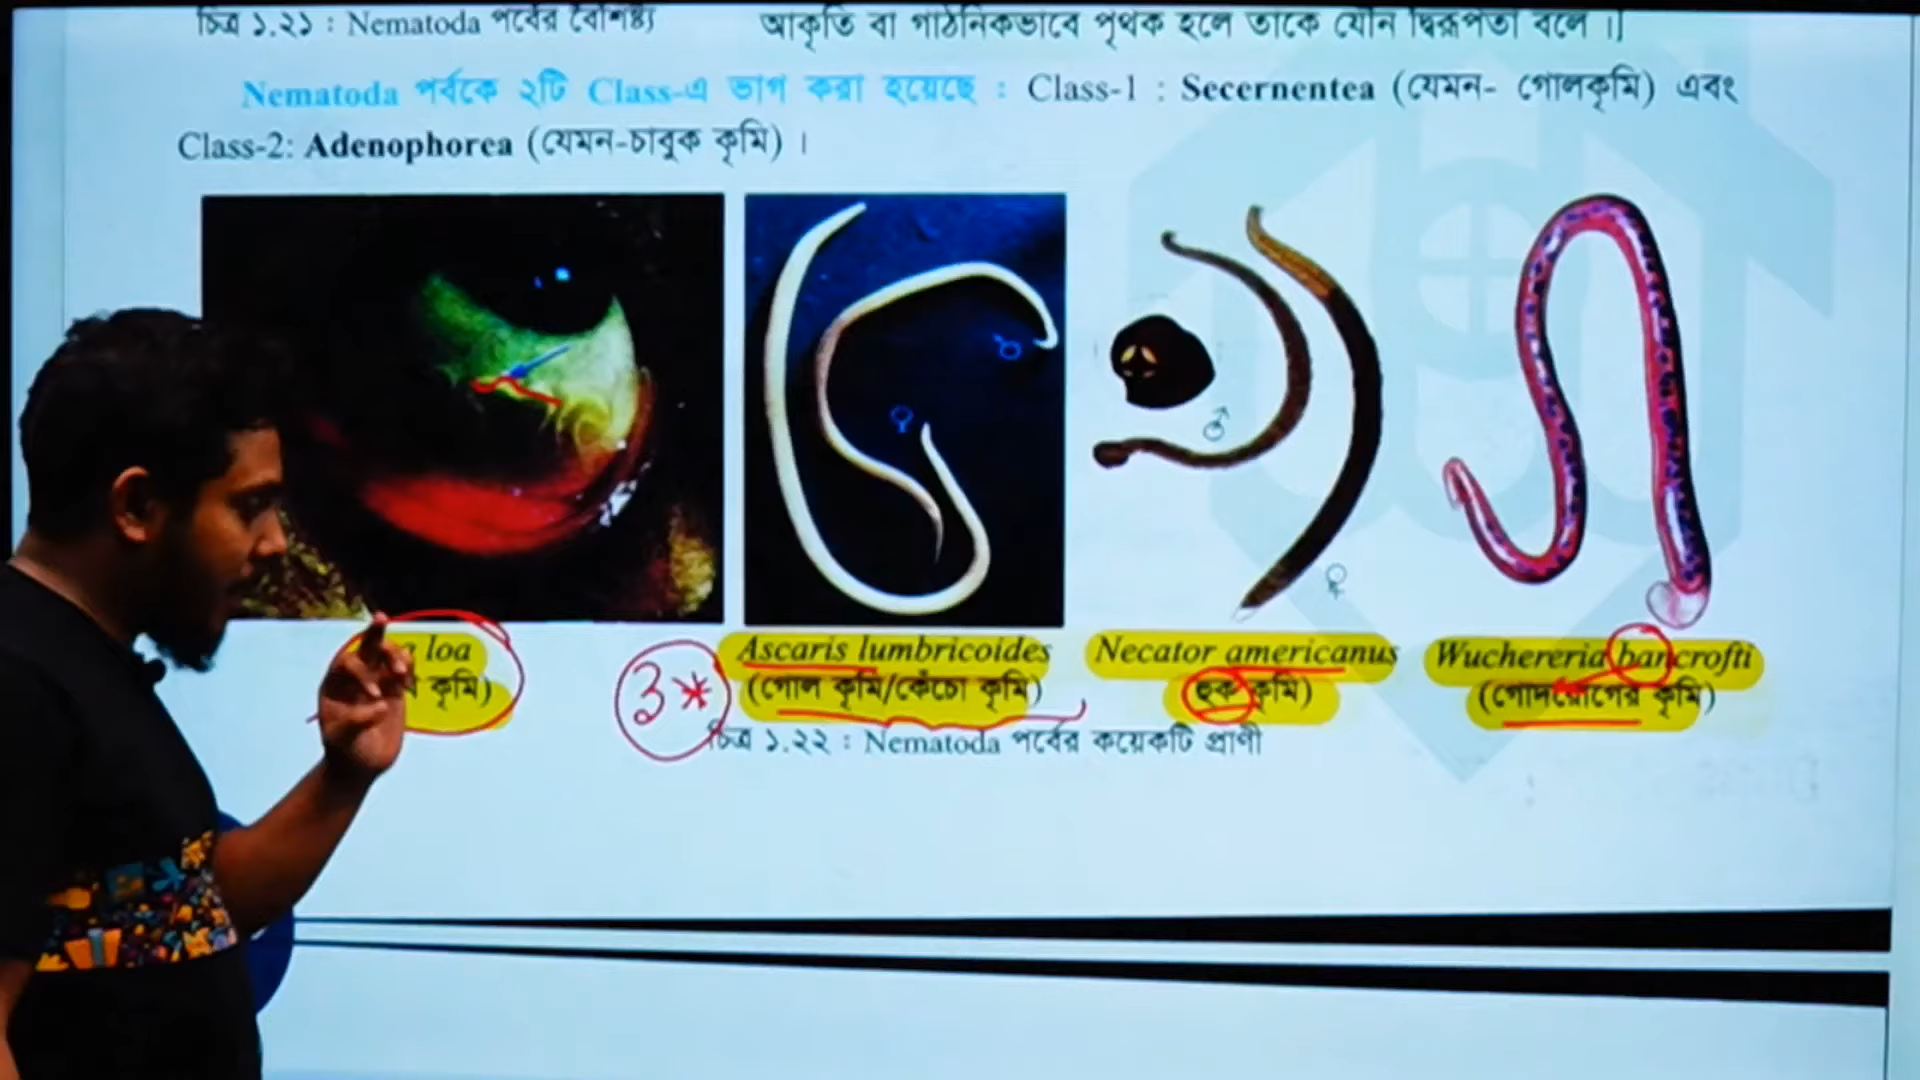 চিত্র ১.২১ : Nematoda পর্বের বৈশিষ্ট্য
আকৃতি বা গাঠনিকভাবে পৃথক হলে তাকে যৌন দ্বিরূপতা বলে ।]
Nematoda পর্বকে ২টি Class-এ ভাগ করা হয়েছে : Class-1 : Secernentea (যেমন- গোলকৃমি) এবং
Class-2: Adenophorea (যেমন-চাবুক কৃমি) ।
♂
♀
♂
♀
loa
কৃমি)
3*
Ascaris lumbricoides
(গোল কৃমি/কেঁচো কৃমি)
Necator americanus
(হুক কৃমি)
Wuchereria bancrofti
(গোদরোগের কৃমি)
চিত্র ১.২২ : Nematoda পর্বের কয়েকটি প্রাণী